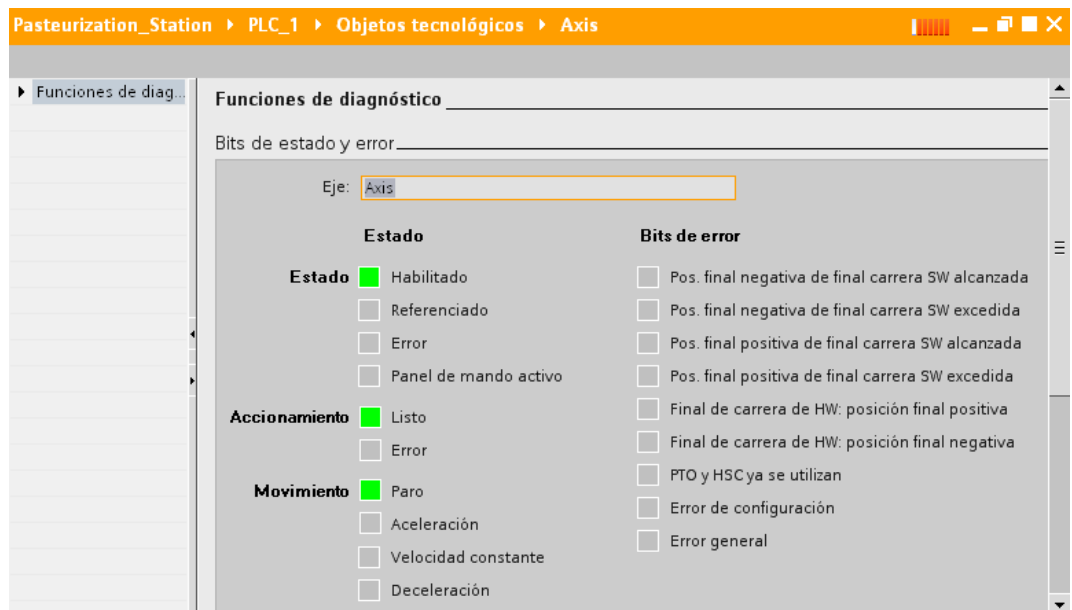 Pasteurization_Station ▸ PLC_1 ▸ Objetos tecnológicos ▸ Axis
Funciones de diag...
Funciones de diagnóstico
Bits de estado y error
Eje: Axis
Estado
Estado Habilitado
Referenciado
Error
Panel de mando activo
Accionamiento Listo
Error
Movimiento Paro
Aceleración
Velocidad constante
Deceleración
Bits de error
Pos. final negativa de final carrera SW alcanzada
Pos. final negativa de final carrera SW excedida
Pos. final positiva de final carrera SW alcanzada
Pos. final positiva de final carrera SW excedida
Final de carrera de HW: posición final positiva
Final de carrera de HW: posición final negativa
PTO y HSC ya se utilizan
Error de configuración
Error general